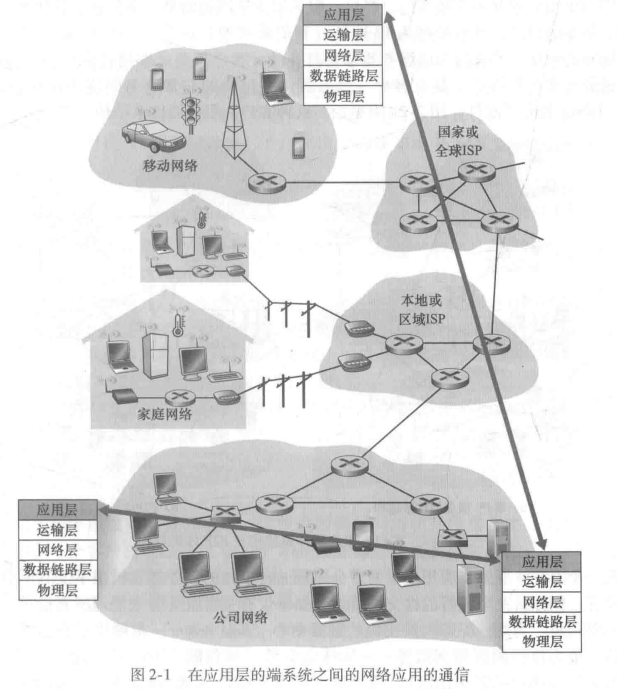 应用层
运输层
网络层
数据链路层
物理层
国家或
全球ISP
移动网络
本地或
区域ISP
家庭网络
应用层
运输层
网络层
数据链路层
物理层
公司网络
应用层
运输层
网络层
数据链路层
物理层
图 2-1 在应用层的端系统之间的网络应用的通信